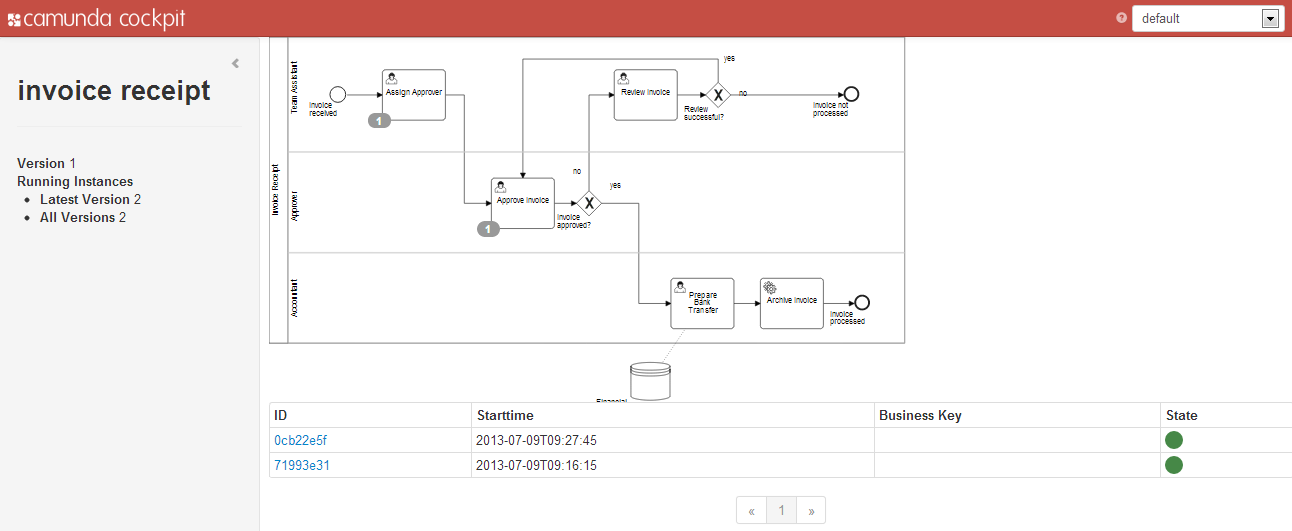 camunda cockpit
default
invoice receipt
Version 1
Running Instances
Latest Version 2
All Versions 2
Invoice Receipt
Team Assistant
Invoice
received
Assign Approver
1
Review Invoice
Review
successful?
yes
no
Invoice not
processed
Approver
Approve Invoice
1
Invoice
approved?
no
yes
Accountant
Prepare
Bank
Transfer
Archive Invoice
Invoice
processed
Financial
ID Starttime Business Key State
0cb22e5f 2013-07-09T09:27:45
71993e31 2013-07-09T09:16:15
« 1 »